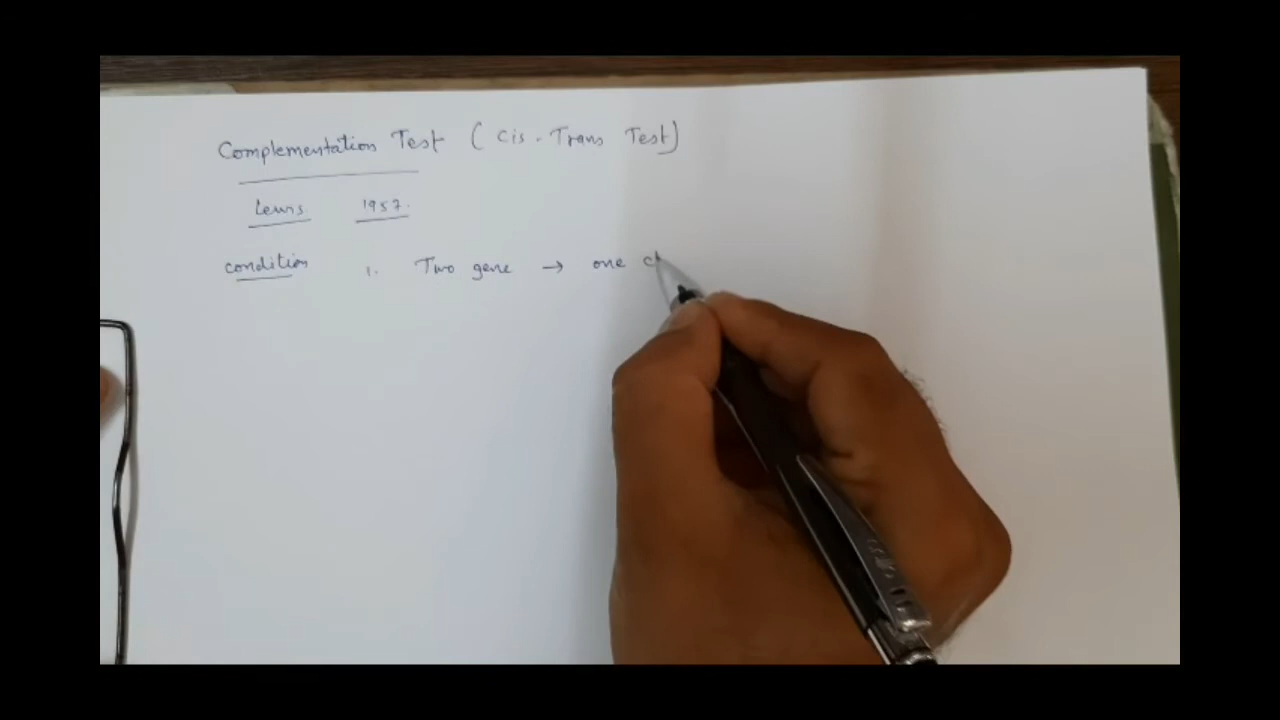 Complementation Test ( Cis - Trans Test)
Lewis 1957.
condition 1. Two gene → one c